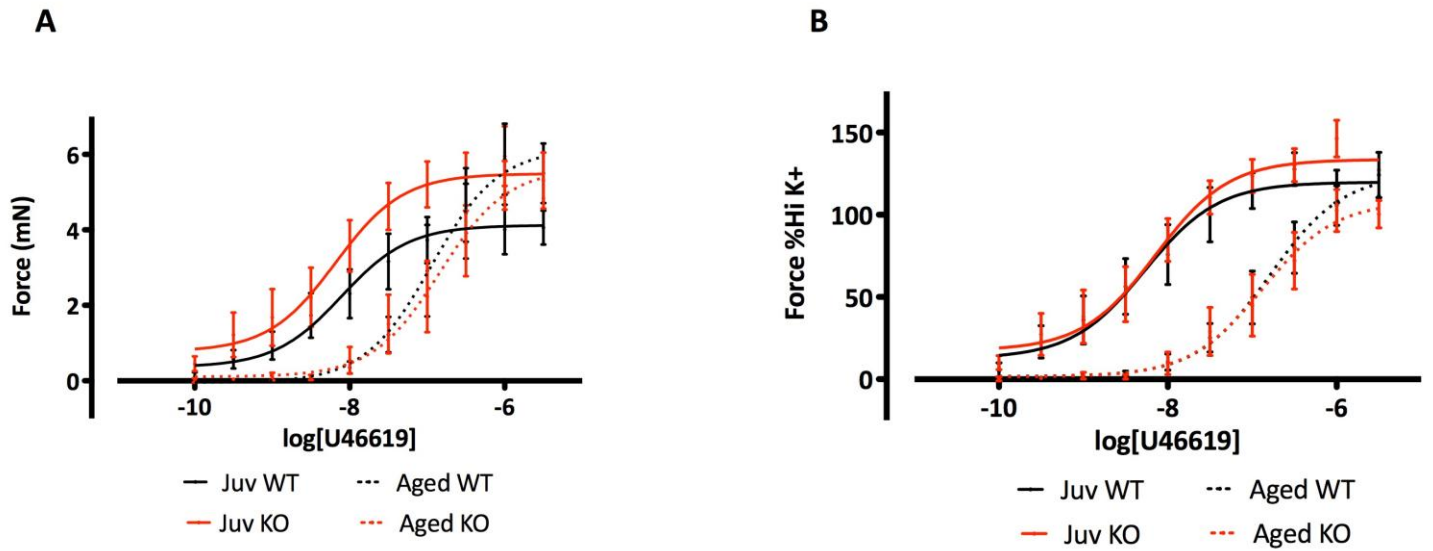 A
B
Force (mN)
6
4
2
0
-10
-8
-6
log[U46619]
Juv WT
Aged WT
Juv KO
Aged KO
Force %Hi K+
150
100
50
0
-10
-8
-6
log[U46619]
Juv WT
Aged WT
Juv KO
Aged KO